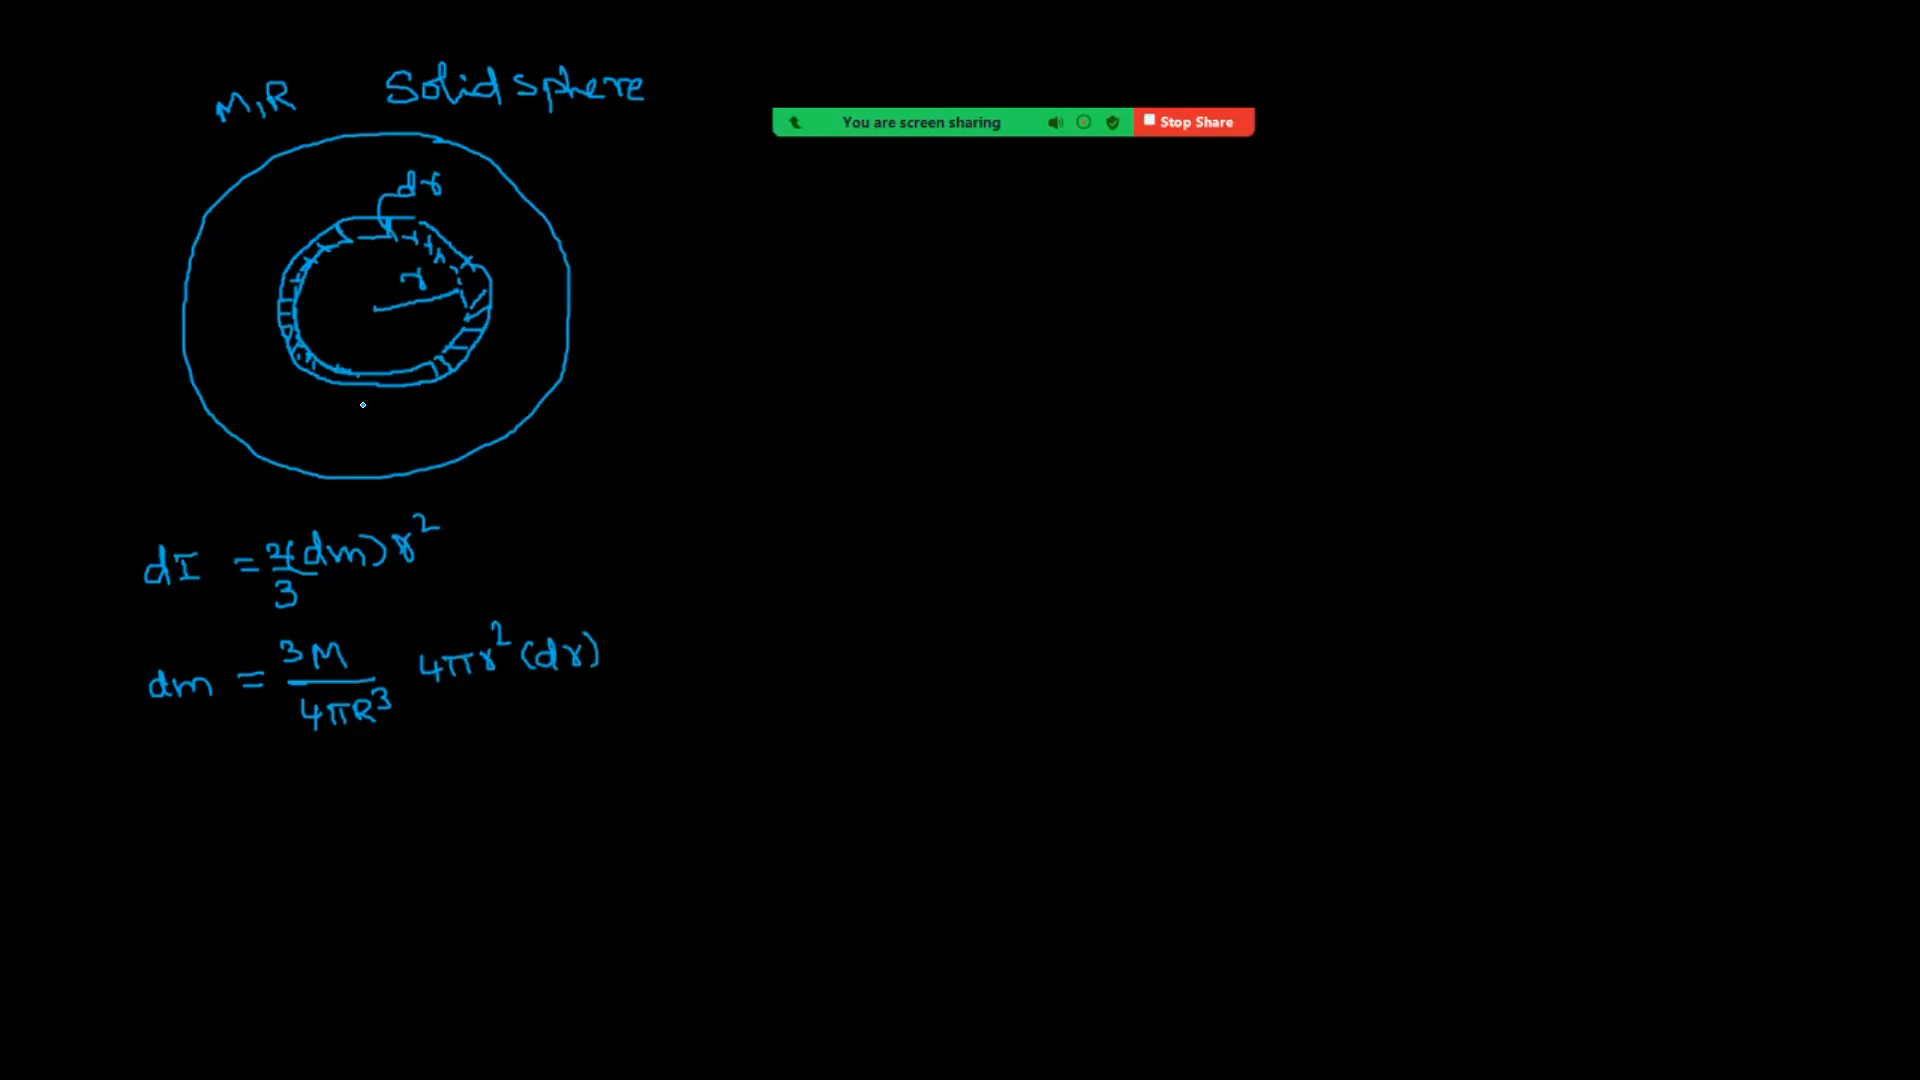 M,R Solid sphere
You are screen sharing Stop Share
dr
r
dI = 2/3 (dm) r²
dm = 3M/4πR³ 4πr² (dr)